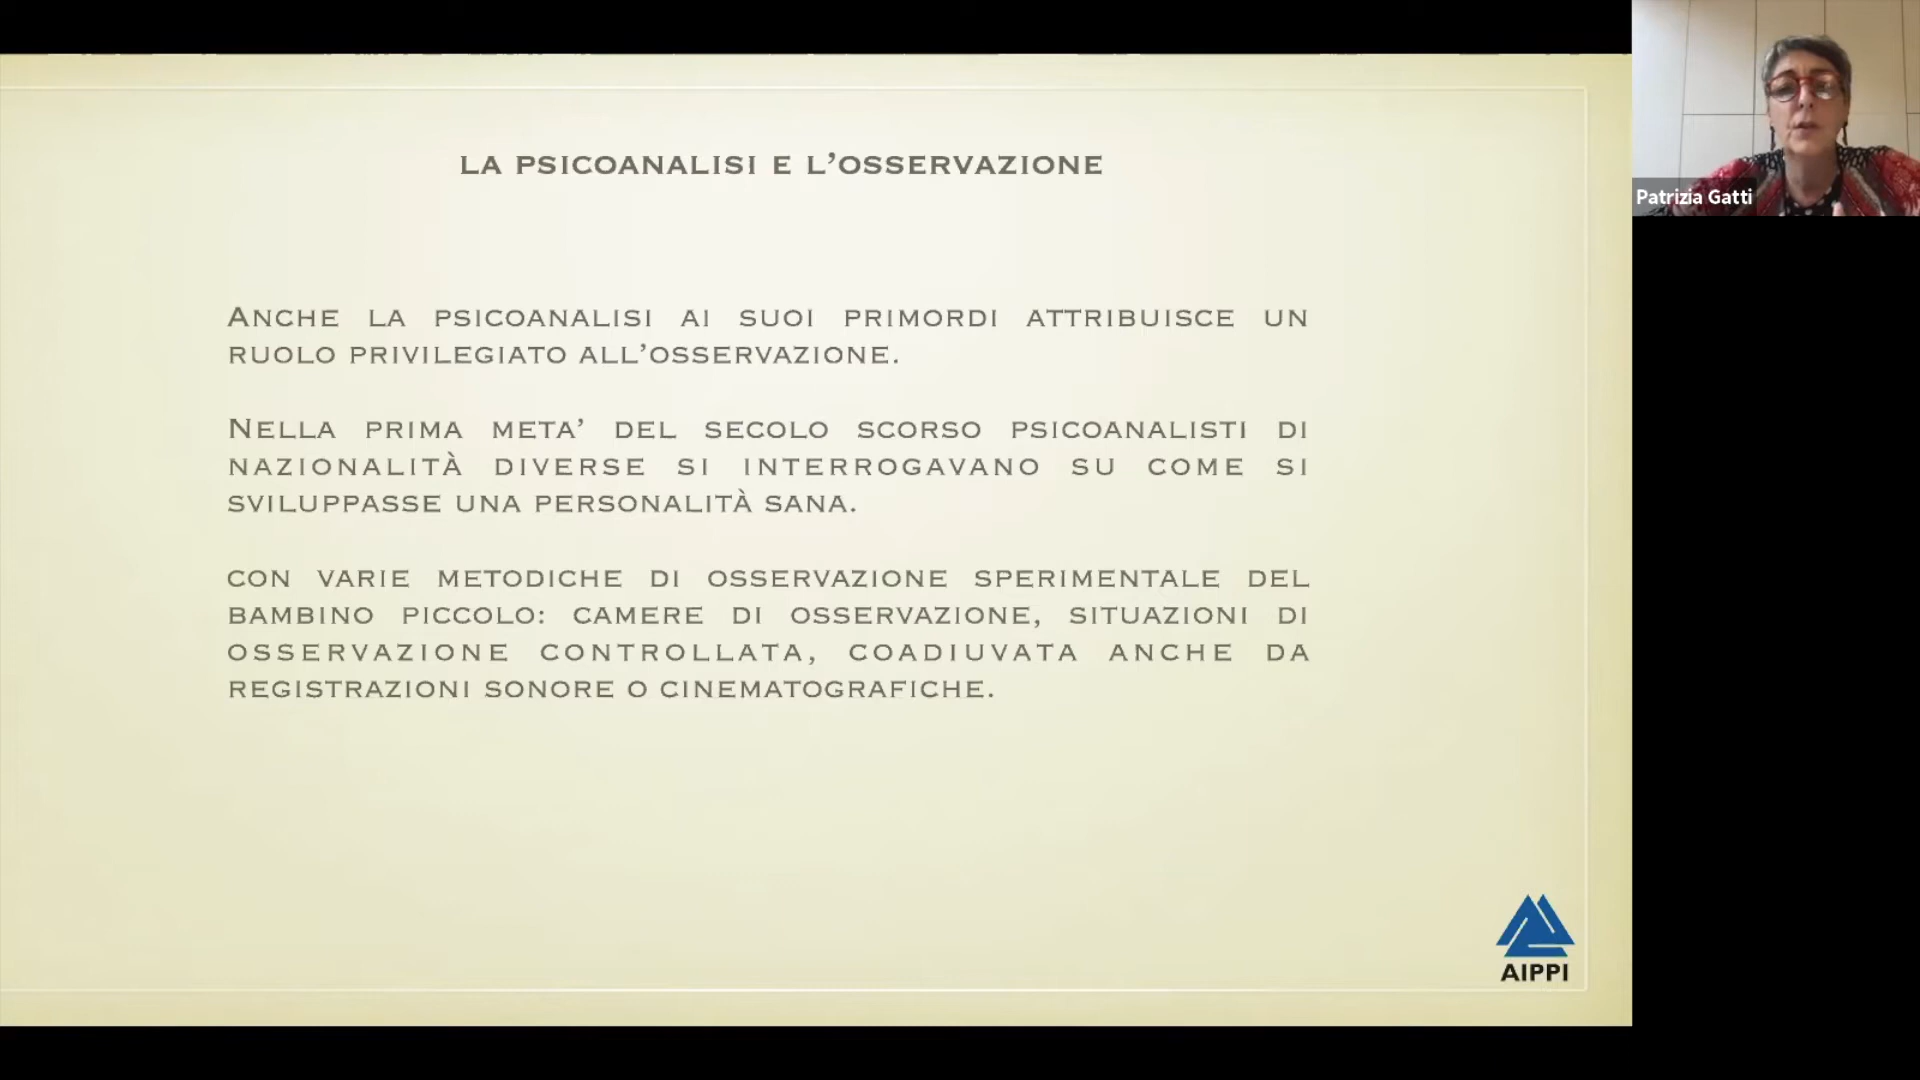 LA PSICOANALISI E L’OSSERVAZIONE
ANCHE LA PSICOANALISI AI SUOI PRIMORDI ATTRIBUISCE UN
RUOLO PRIVILEGIATO ALL’OSSERVAZIONE.
NELLA PRIMA META’ DEL SECOLO SCORSO PSICOANALISTI DI
NAZIONALITÀ DIVERSE SI INTERROGAVANO SU COME SI
SVILUPPASSE UNA PERSONALITÀ SANA.
CON VARIE METODICHE DI OSSERVAZIONE SPERIMENTALE DEL
BAMBINO PICCOLO: CAMERE DI OSSERVAZIONE, SITUAZIONI DI
OSSERVAZIONE CONTROLLATA, COADIUVATA ANCHE DA
REGISTRAZIONI SONORE O CINEMATOGRAFICHE.
AIPPI
Patrizia Gatti